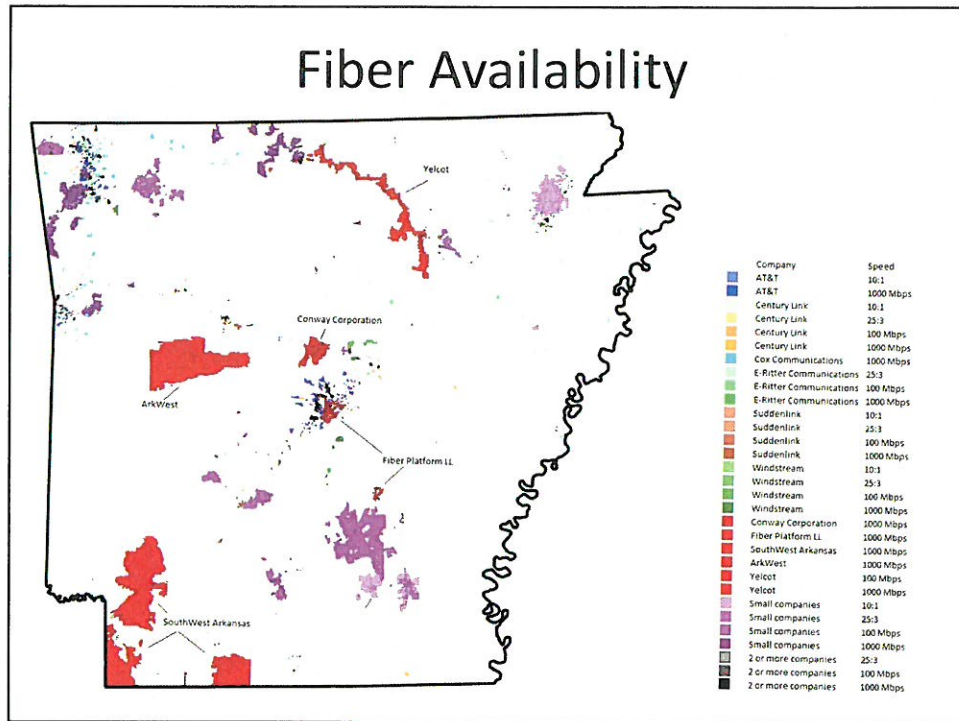 Fiber Availability
Yelcot
Conway Corporation
ArkWest
Fiber Platform LL
SouthWest Arkansas
Company Speed
AT&T 10:1
AT&T 1000 Mbps
Century Link 10:1
Century Link 25:3
Century Link 100 Mbps
Century Link 1000 Mbps
Cox Communications 1000 Mbps
E-Ritter Communications 25:3
E-Ritter Communications 100 Mbps
E-Ritter Communications 1000 Mbps
Suddenlink 10:1
Suddenlink 25:3
Suddenlink 100 Mbps
Suddenlink 1000 Mbps
Windstream 10:1
Windstream 25:3
Windstream 100 Mbps
Windstream 1000 Mbps
Conway Corporation 1000 Mbps
Fiber Platform LL 1000 Mbps
SouthWest Arkansas 1000 Mbps
ArkWest 1000 Mbps
Yelcot 100 Mbps
Yelcot 1000 Mbps
Small companies 10:1
Small companies 25:3
Small companies 100 Mbps
Small companies 1000 Mbps
2 or more companies 25:3
2 or more companies 100 Mbps
2 or more companies 1000 Mbps